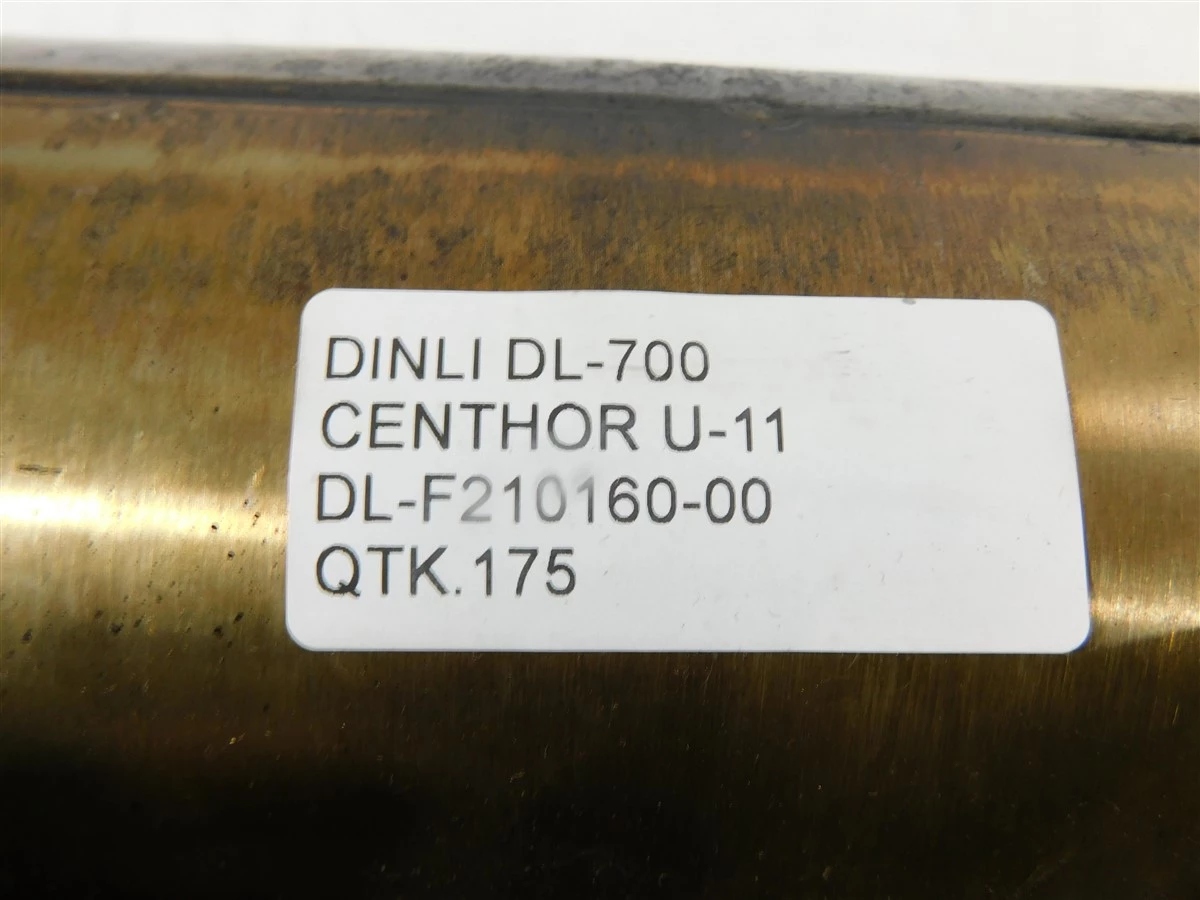 DINLI DL-700
CENTHOR U-11
DL-F210160-00
QTK.175